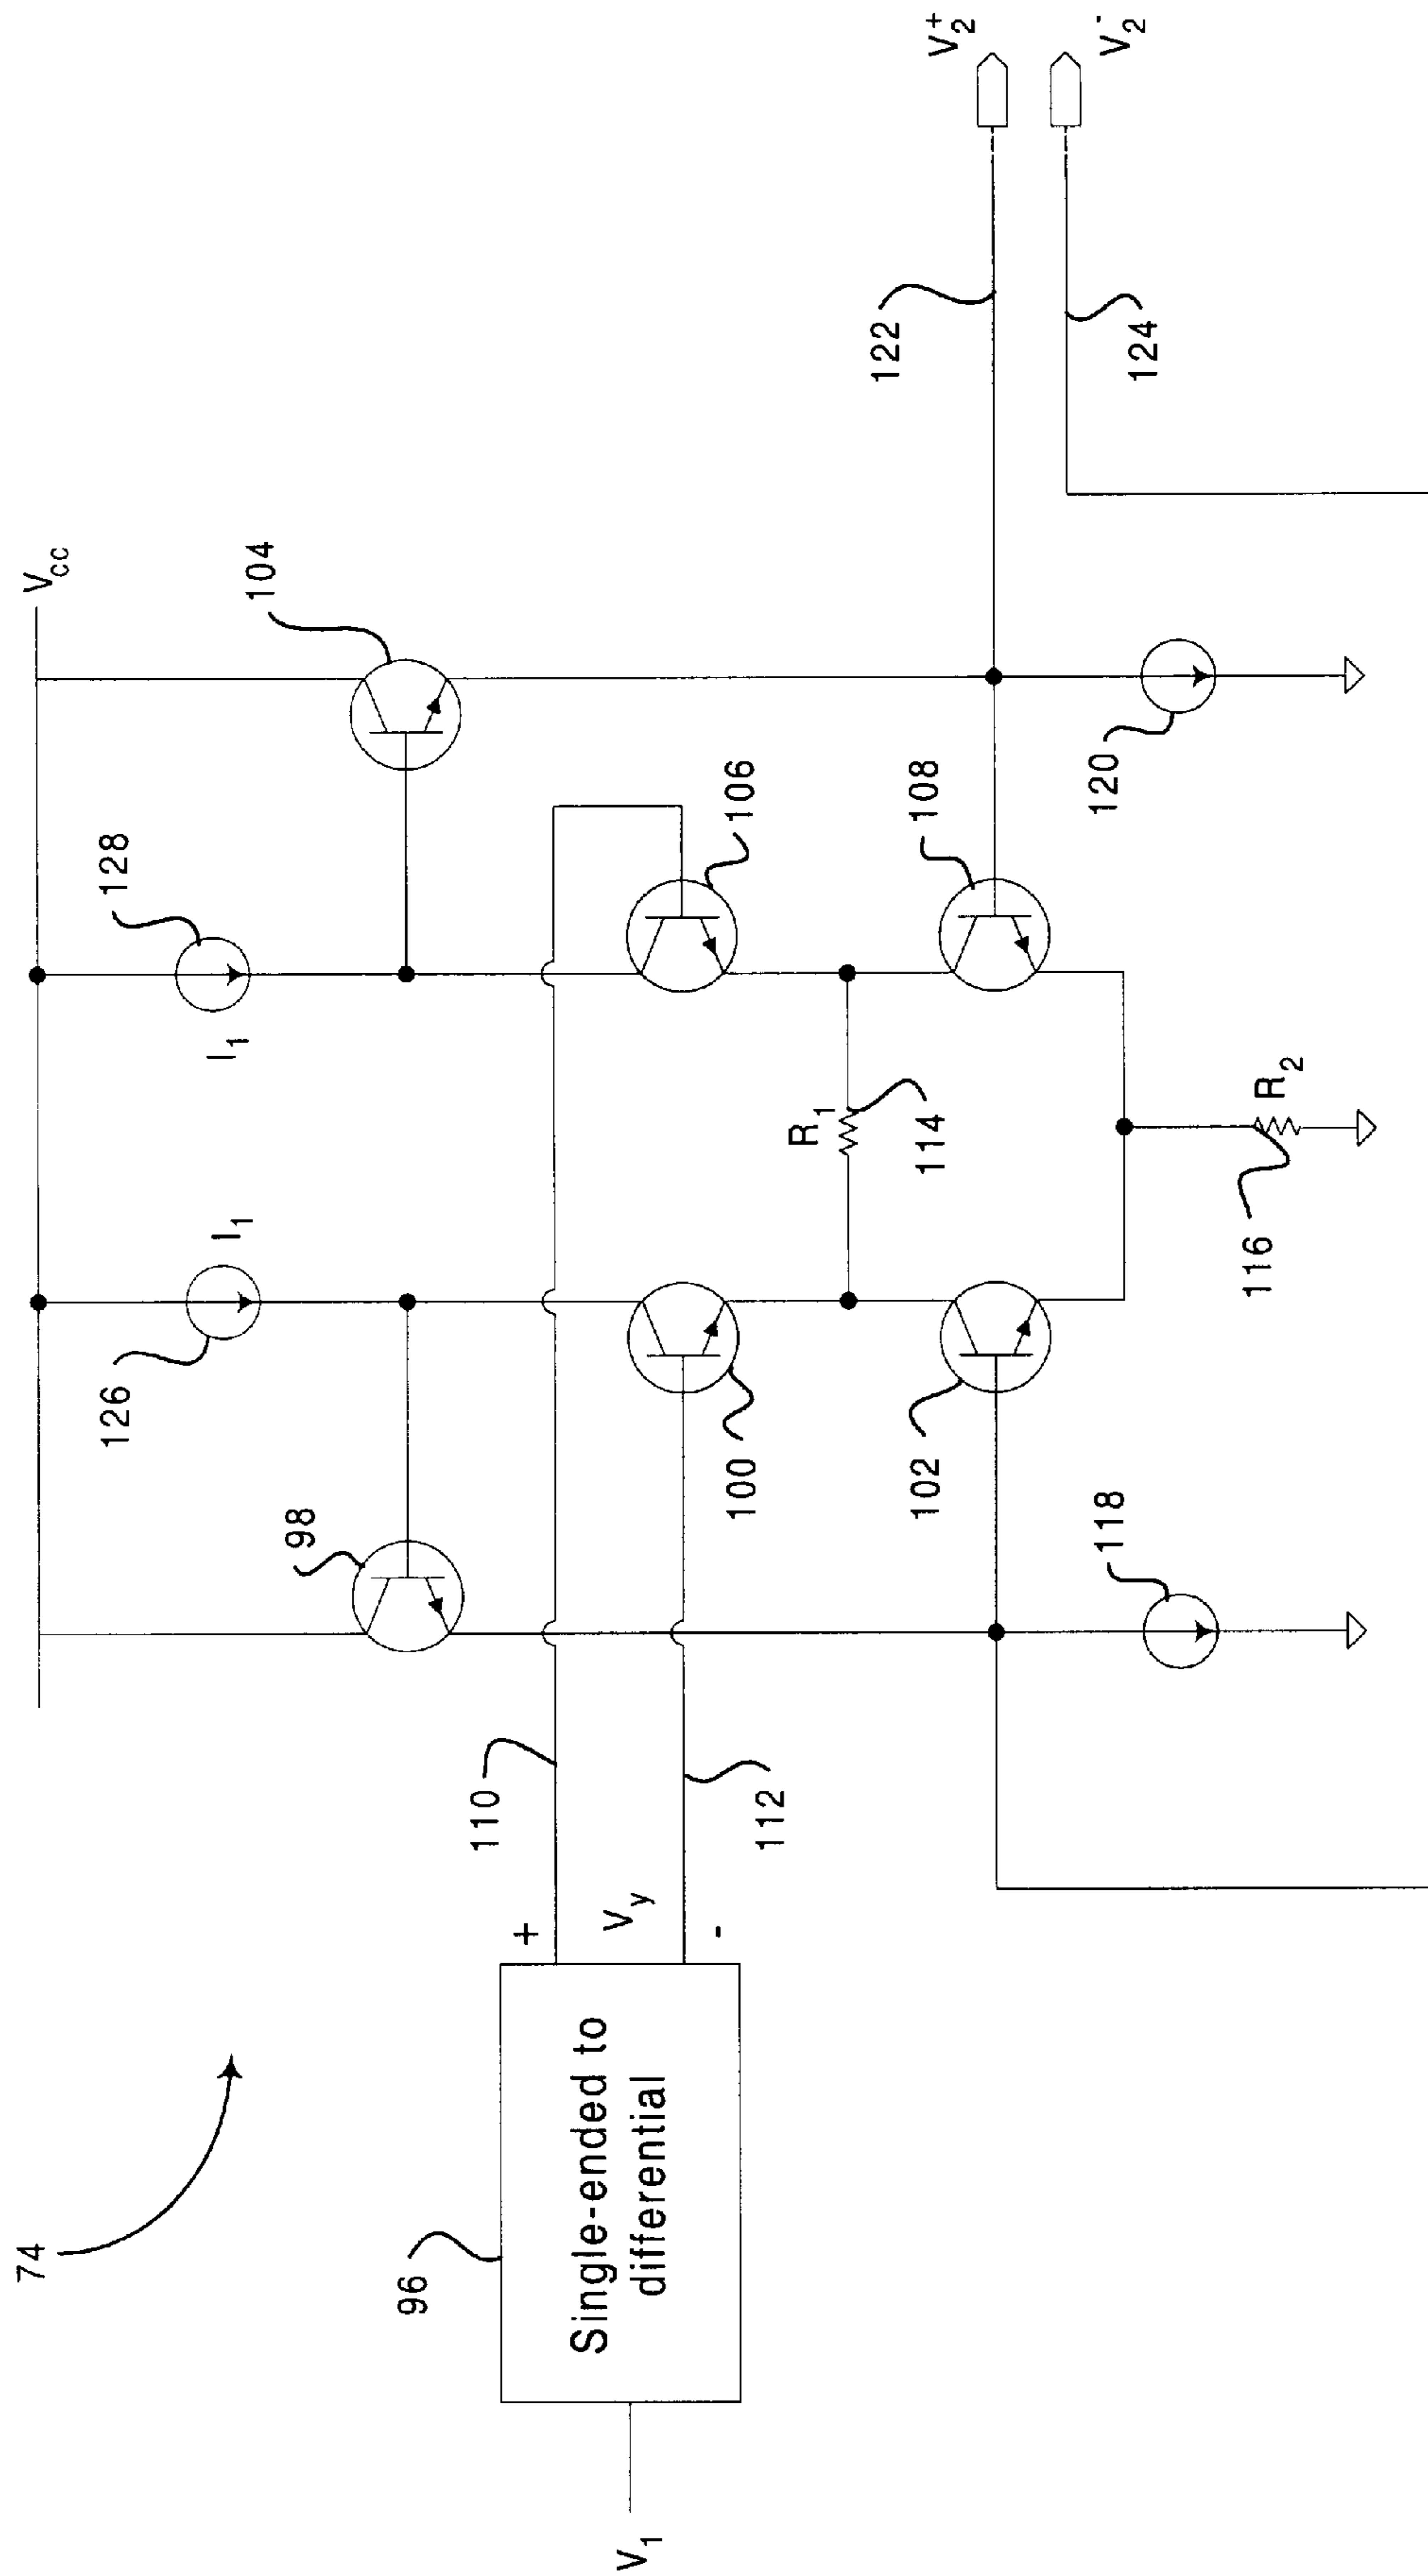 74
V1
96
Single-ended to
differential
+
Vy
-
110
112
98
126
I1
128
I1
Vcc
104
100
106
R1
114
102
108
118
116
R2
120
122
124
V2+
V2-